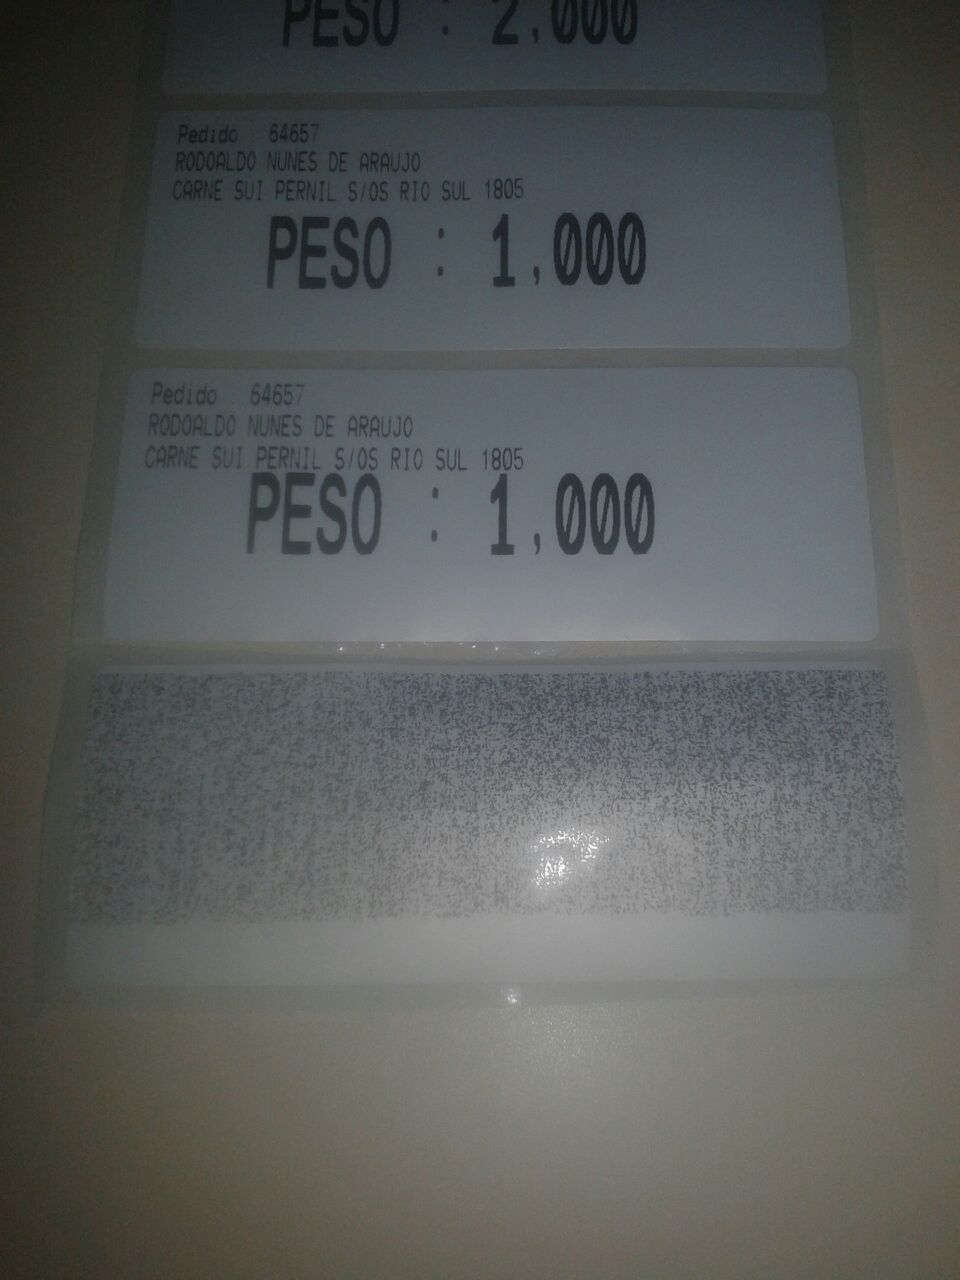 PESO : 2,000
Pedido 64657
RODOALDO NUNES DE ARAUJO
CARNE SUI PERNIL S/OS RIO SUL 1805
PESO : 1,000
Pedido 64657
RODOALDO NUNES DE ARAUJO
CARNE SUI PERNIL S/OS RIO SUL 1805
PESO : 1,000